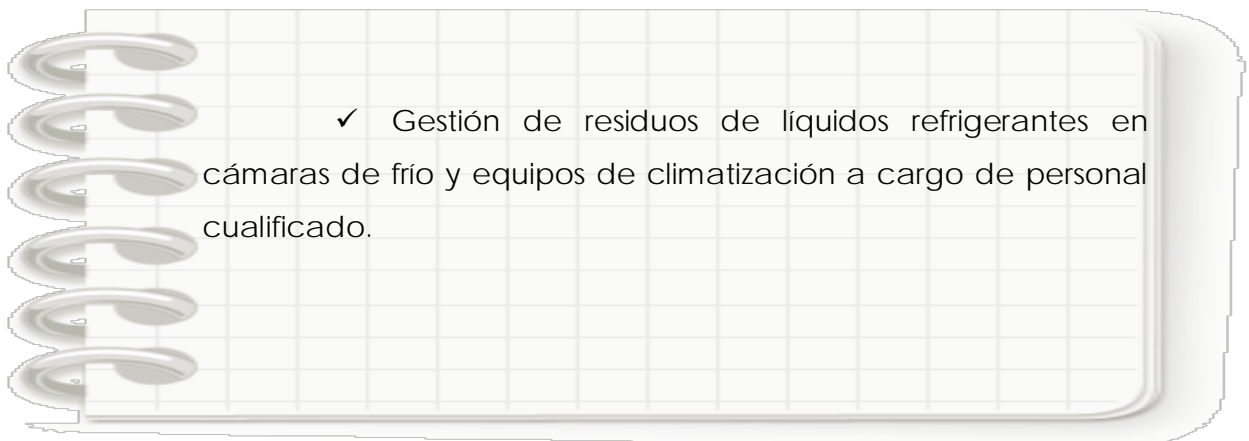 ✓ Gestión de residuos de líquidos refrigerantes en
cámaras de frío y equipos de climatización a cargo de personal
cualificado.